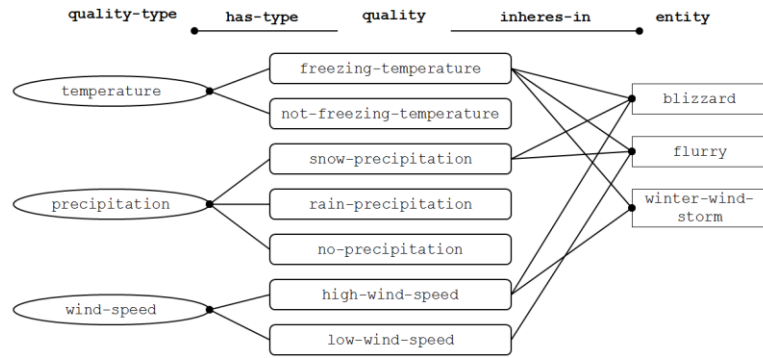 quality-type has-type quality inheres-in entity
freezing-temperature
temperature
blizzard
not-freezing-temperature
snow-precipitation
flurry
precipitation
rain-precipitation
winter-wind-
storm
no-precipitation
high-wind-speed
wind-speed
low-wind-speed